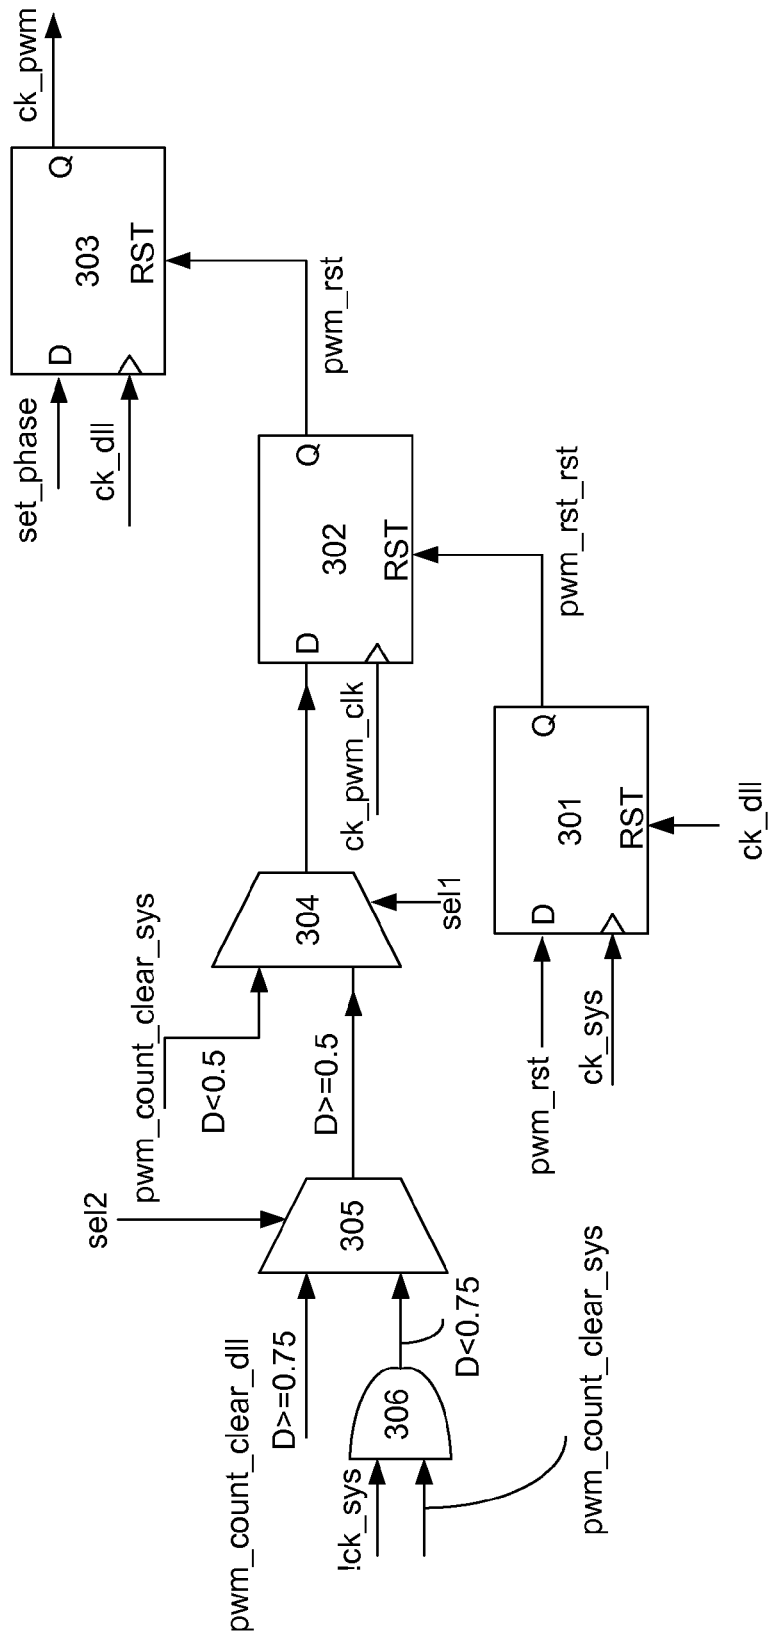 pwm_count_clear_dll
D>=0.75
!ck_sys
306
pwm_count_clear_sys
D<0.75
sel2
305
D>=0.5
pwm_count_clear_sys
D<0.5
304
sel1
pwm_rst
ck_sys
D
301
Q
RST
ck_dll
pwm_rst_rst
ck_pwm_clk
D
302
Q
RST
pwm_rst
set_phase
ck_dll
D
303
Q
RST
ck_pwm